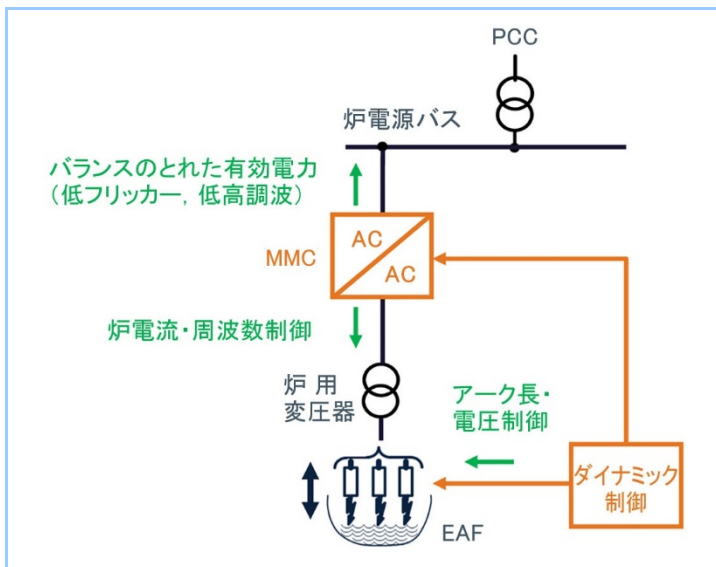 PCC
炉電源バス
バランスのとれた有効電力
（低フリッカー, 低高調波）
AC
MMC
AC
炉電流・周波数制御
炉 用
変圧器
アーク長・
電圧制御
ダイナミック
制御
EAF